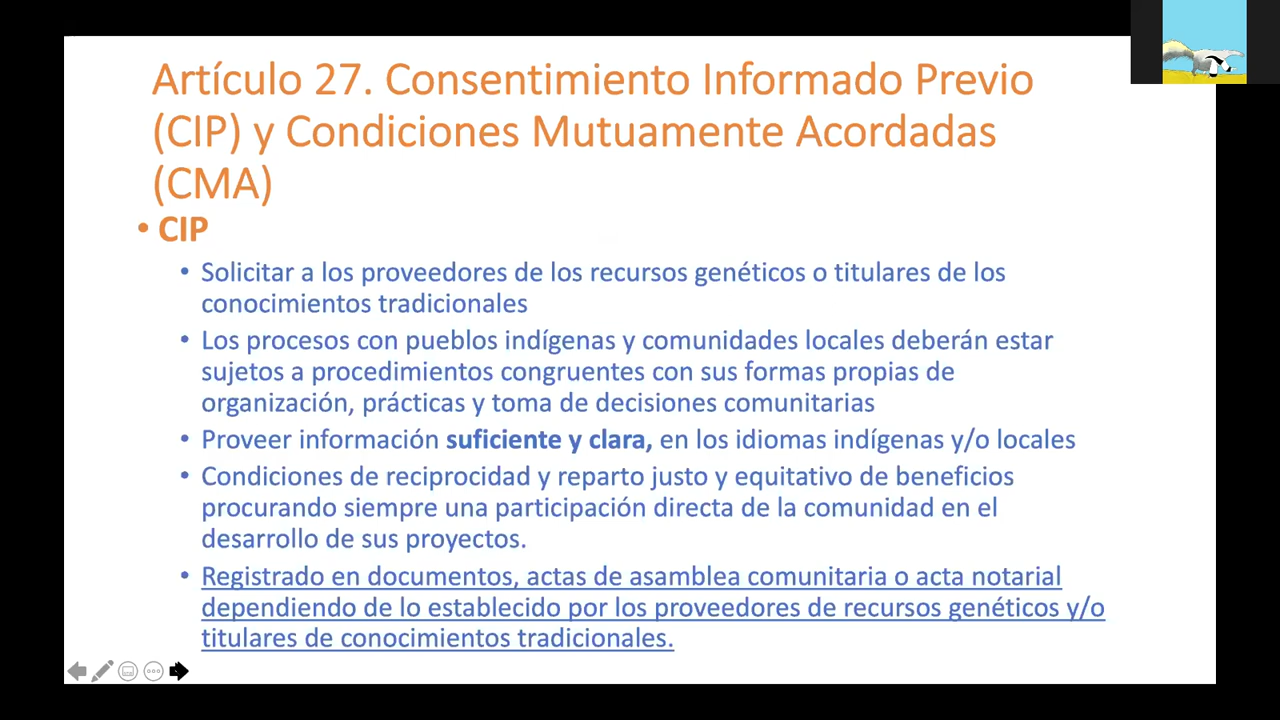 Artículo 27. Consentimiento Informado Previo
(CIP) y Condiciones Mutuamente Acordadas
(CMA)
• CIP
• Solicitar a los proveedores de los recursos genéticos o titulares de los
conocimientos tradicionales
• Los procesos con pueblos indígenas y comunidades locales deberán estar
sujetos a procedimientos congruentes con sus formas propias de
organización, prácticas y toma de decisiones comunitarias
• Proveer información suficiente y clara, en los idiomas indígenas y/o locales
• Condiciones de reciprocidad y reparto justo y equitativo de beneficios
procurando siempre una participación directa de la comunidad en el
desarrollo de sus proyectos.
• Registrado en documentos, actas de asamblea comunitaria o acta notarial
dependiendo de lo establecido por los proveedores de recursos genéticos y/o
titulares de conocimientos tradicionales.